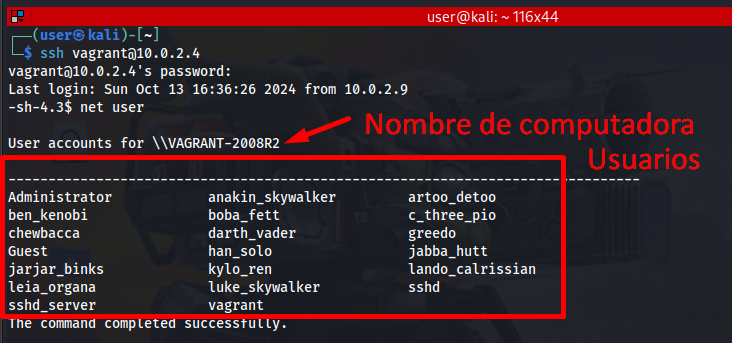 user@kali: ~ 116x44
┌──(user㉿kali)-[~]
└─$ ssh vagrant@10.0.2.4
vagrant@10.0.2.4's password:
Last login: Sun Oct 13 16:36:26 2024 from 10.0.2.9
-sh-4.3$ net user
Nombre de computadora
User accounts for \\VAGRANT-2008R2
Usuarios
-------------------------------------------------------------------------------
Administrator anakin_skywalker artoo_detoo
ben_kenobi boba_fett c_three_pio
chewbacca darth_vader greedo
Guest han_solo jabba_hutt
jarjar_binks kylo_ren lando_calrissian
leia_organa luke_skywalker sshd
sshd_server vagrant
The command completed successfully.